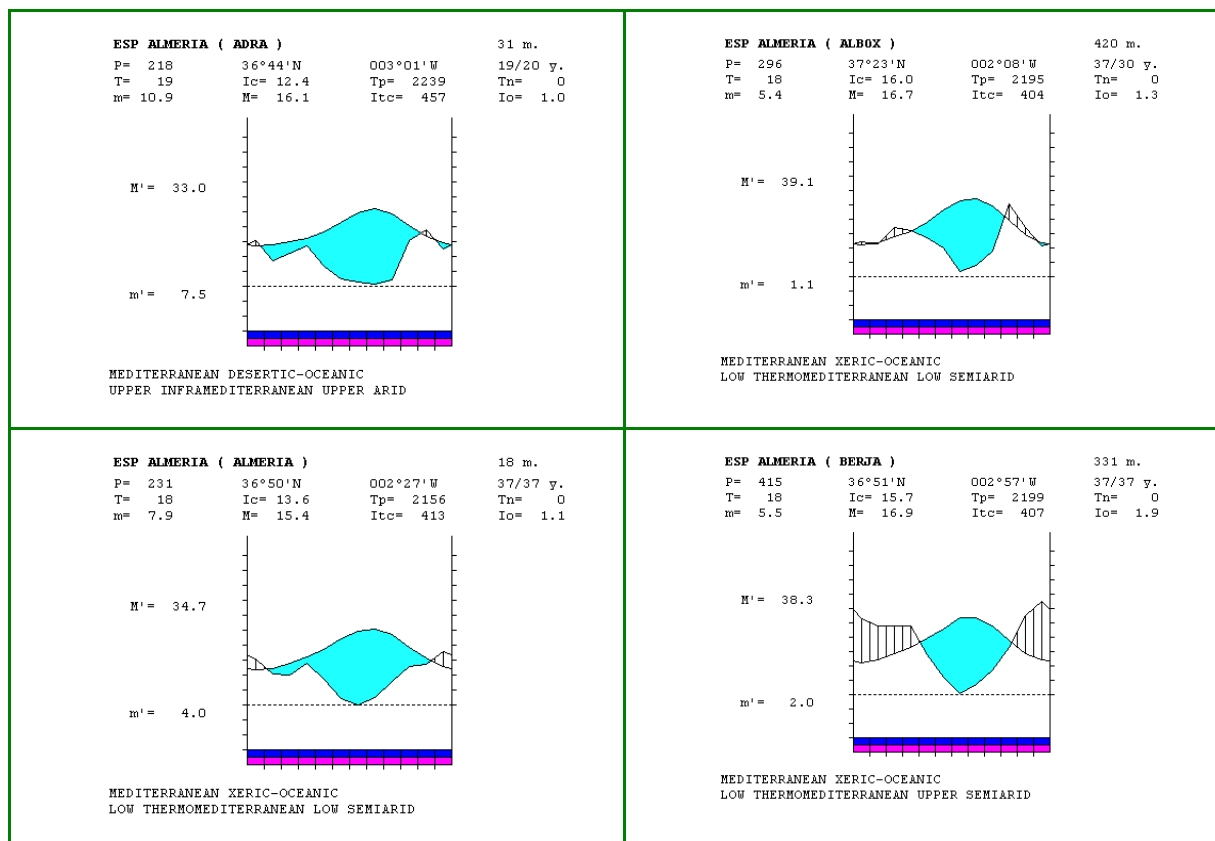 ESP ALMERIA ( ADRA ) 31 m.
P= 218 36°44'N 003°01'W 19/20 y.
T= 19 Ic= 12.4 Tp= 2239 Tn= 0
m= 10.9 M= 16.1 Itc= 457 Io= 1.0
M'= 33.0
m'= 7.5
MEDITERRANEAN DESERTIC-OCEANIC
UPPER INFRAMEDITERRANEAN UPPER ARID
ESP ALMERIA ( ALBOX ) 420 m.
P= 296 37°23'N 002°08'W 37/30 y.
T= 18 Ic= 16.0 Tp= 2195 Tn= 0
m= 5.4 M= 16.7 Itc= 404 Io= 1.3
M'= 39.1
m'= 1.1
MEDITERRANEAN XERIC-OCEANIC
LOW THERMOMEDITERRANEAN LOW SEMIARID
ESP ALMERIA ( ALMERIA ) 18 m.
P= 231 36°50'N 002°27'W 37/37 y.
T= 18 Ic= 13.6 Tp= 2156 Tn= 0
m= 7.9 M= 15.4 Itc= 413 Io= 1.1
M'= 34.7
m'= 4.0
MEDITERRANEAN XERIC-OCEANIC
LOW THERMOMEDITERRANEAN LOW SEMIARID
ESP ALMERIA ( BERJA ) 331 m.
P= 415 36°51'N 002°57'W 37/37 y.
T= 18 Ic= 15.7 Tp= 2199 Tn= 0
m= 5.5 M= 16.9 Itc= 407 Io= 1.9
M'= 38.3
m'= 2.0
MEDITERRANEAN XERIC-OCEANIC
LOW THERMOMEDITERRANEAN UPPER SEMIARID